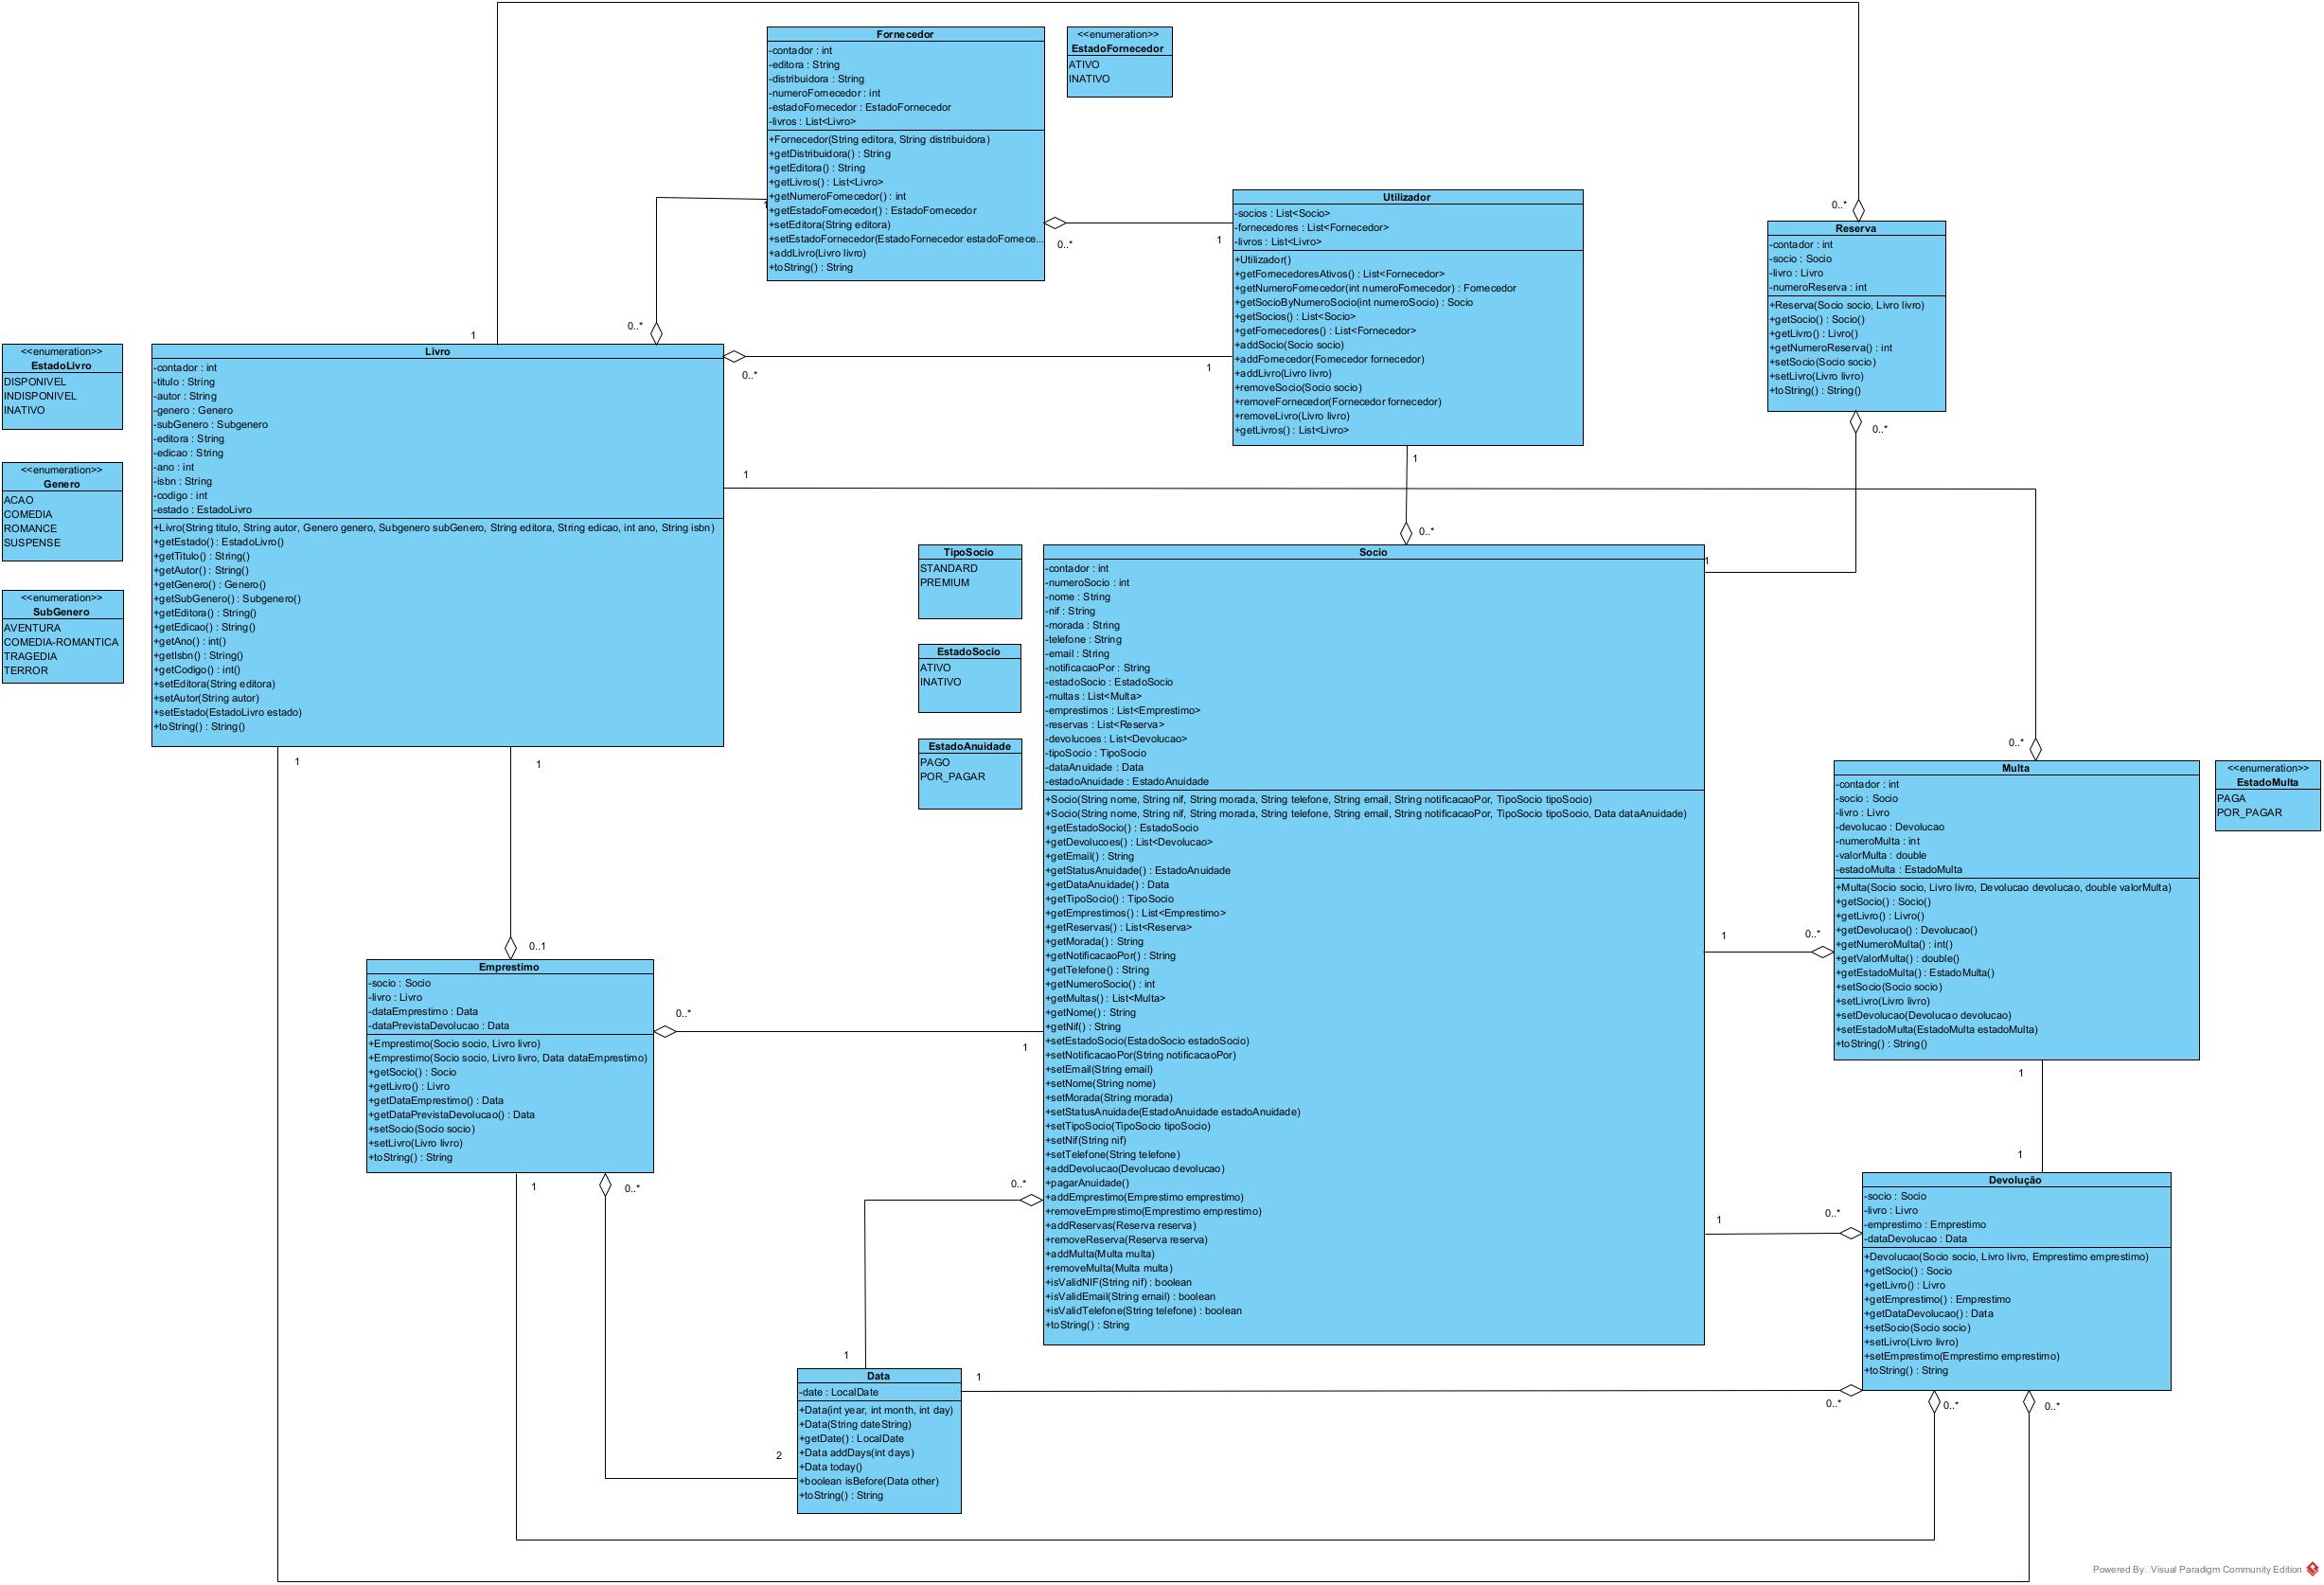 Fornecedor
-contador : int
-editora : String
-distribuidora : String
-numeroFornecedor : int
-estadoFornecedor : EstadoFornecedor
-livros : List<Livro>
+Fornecedor(String editora, String distribuidora)
+getDistribuidora() : String
+getEditora() : String
+getLivros() : List<Livro>
+getNumeroFornecedor() : int
+getEstadoFornecedor() : EstadoFornecedor
+setEditora(String editora)
+setEstadoFornecedor(EstadoFornecedor estadoFornece...
+addLivro(Livro livro)
+toString() : String
<<enumeration>>
EstadoFornecedor
ATIVO
INATIVO
1
0..*
1
0..*
Utilizador
-socios : List<Socio>
-fornecedores : List<Fornecedor>
-livros : List<Livro>
+Utilizador()
+getFornecedoresAtivos() : List<Fornecedor>
+getNumeroFornecedor(int numeroFornecedor) : Fornecedor
+getSocioByNumeroSocio(int numeroSocio) : Socio
+getSocios() : List<Socio>
+getFornecedores() : List<Fornecedor>
+addSocio(Socio socio)
+addFornecedor(Fornecedor fornecedor)
+addLivro(Livro livro)
+removeSocio(Socio socio)
+removeFornecedor(Fornecedor fornecedor)
+removeLivro(Livro livro)
+getLivros() : List<Livro>
0..*
Reserva
-contador : int
-socio : Socio
-livro : Livro
-numeroReserva : int
+Reserva(Socio socio, Livro livro)
+getSocio() : Socio()
+getLivro() : Livro()
+getNumeroReserva() : int
+setSocio(Socio socio)
+setLivro(Livro livro)
+toString() : String()
0..*
1
0..*
0..*
1
<<enumeration>>
EstadoLivro
DISPONIVEL
INDISPONIVEL
INATIVO
<<enumeration>>
Genero
ACAO
COMEDIA
ROMANCE
SUSPENSE
<<enumeration>>
SubGenero
AVENTURA
COMEDIA-ROMANTICA
TRAGEDIA
TERROR
Livro
-contador : int
-titulo : String
-autor : String
-genero : Genero
-subGenero : Subgenero
-editora : String
-edicao : String
-ano : int
-isbn : String
-codigo : int
-estado : EstadoLivro
+Livro(String titulo, String autor, Genero genero, Subgenero subGenero, String editora, String edicao, int ano, String isbn)
+getEstado() : EstadoLivro()
+getTitulo() : String()
+getAutor() : String()
+getGenero() : Genero()
+getSubGenero() : Subgenero()
+getEditora() : String()
+getEdicao() : String()
+getAno() : int()
+getIsbn() : String()
+getCodigo() : int()
+setEditora(String editora)
+setAutor(String autor)
+setEstado(EstadoLivro estado)
+toString() : String()
1
1
0..*
1
1
1
TipoSocio
STANDARD
PREMIUM
EstadoSocio
ATIVO
INATIVO
EstadoAnuidade
PAGO
POR_PAGAR
Socio
-contador : int
-numeroSocio : int
-nome : String
-nif : String
-morada : String
-telefone : String
-email : String
-notificacaoPor : String
-estadoSocio : EstadoSocio
-multas : List<Multa>
-emprestimos : List<Emprestimo>
-reservas : List<Reserva>
-devolucoes : List<Devolucao>
-tipoSocio : TipoSocio
-dataAnuidade : Data
-estadoAnuidade : EstadoAnuidade
+Socio(String nome, String nif, String morada, String telefone, String email, String notificacaoPor, TipoSocio tipoSocio)
+Socio(String nome, String nif, String morada, String telefone, String email, String notificacaoPor, TipoSocio tipoSocio, Data dataAnuidade)
+getEstadoSocio() : EstadoSocio
+getDevolucoes() : List<Devolucao>
+getEmail() : String
+getStatusAnuidade() : EstadoAnuidade
+getDataAnuidade() : Data
+getTipoSocio() : TipoSocio
+getEmprestimos() : List<Emprestimo>
+getReservas() : List<Reserva>
+getMorada() : String
+getNotificacaoPor() : String
+getTelefone() : String
+getNumeroSocio() : int
+getMultas() : List<Multa>
+getNome() : String
+getNif() : String
+setEstadoSocio(EstadoSocio estadoSocio)
+setNotificacaoPor(String notificacaoPor)
+setEmail(String email)
+setNome(String nome)
+setMorada(String morada)
+setStatusAnuidade(EstadoAnuidade estadoAnuidade)
+setTipoSocio(TipoSocio tipoSocio)
+setNif(String nif)
+setTelefone(String telefone)
+addDevolucao(Devolucao devolucao)
+pagarAnuidade()
+addEmprestimo(Emprestimo emprestimo)
+removeEmprestimo(Emprestimo emprestimo)
+addReservas(Reserva reserva)
+removeReserva(Reserva reserva)
+addMulta(Multa multa)
+removeMulta(Multa multa)
+isValidNIF(String nif) : boolean
+isValidEmail(String email) : boolean
+isValidTelefone(String telefone) : boolean
+toString() : String
0..*
Multa
-contador : int
-socio : Socio
-livro : Livro
-devolucao : Devolucao
-numeroMulta : int
-valorMulta : double
-estadoMulta : EstadoMulta
+Multa(Socio socio, Livro livro, Devolucao devolucao, double valorMulta)
+getSocio() : Socio()
+getLivro() : Livro()
+getDevolucao() : Devolucao()
+getNumeroMulta() : int()
+getValorMulta() : double()
+getEstadoMulta() : EstadoMulta()
+setSocio(Socio socio)
+setLivro(Livro livro)
+setDevolucao(Devolucao devolucao)
+setEstadoMulta(EstadoMulta estadoMulta)
+toString() : String()
<<enumeration>>
EstadoMulta
PAGA
POR_PAGAR
1
0..*
1
1
0..1
Emprestimo
-socio : Socio
-livro : Livro
-dataEmprestimo : Data
-dataPrevistaDevolucao : Data
+Emprestimo(Socio socio, Livro livro)
+Emprestimo(Socio socio, Livro livro, Data dataEmprestimo)
+getSocio() : Socio
+getLivro() : Livro
+getDataEmprestimo() : Data
+getDataPrevistaDevolucao() : Data
+setSocio(Socio socio)
+setLivro(Livro livro)
+toString() : String
0..*
1
1
0..*
0..*
1
0..*
Devolução
-socio : Socio
-livro : Livro
-emprestimo : Emprestimo
-dataDevolucao : Data
+Devolucao(Socio socio, Livro livro, Emprestimo emprestimo)
+getSocio() : Socio
+getLivro() : Livro
+getEmprestimo() : Emprestimo
+getDataDevolucao() : Data
+setSocio(Socio socio)
+setLivro(Livro livro)
+setEmprestimo(Emprestimo emprestimo)
+toString() : String
1
Data
-date : LocalDate
+Data(int year, int month, int day)
+Data(String dateString)
+getDate() : LocalDate
+Data addDays(int days)
+Data today()
+boolean isBefore(Data other)
+toString() : String
1
2
0..*
0..*
0..*
Powered By Visual Paradigm Community Edition